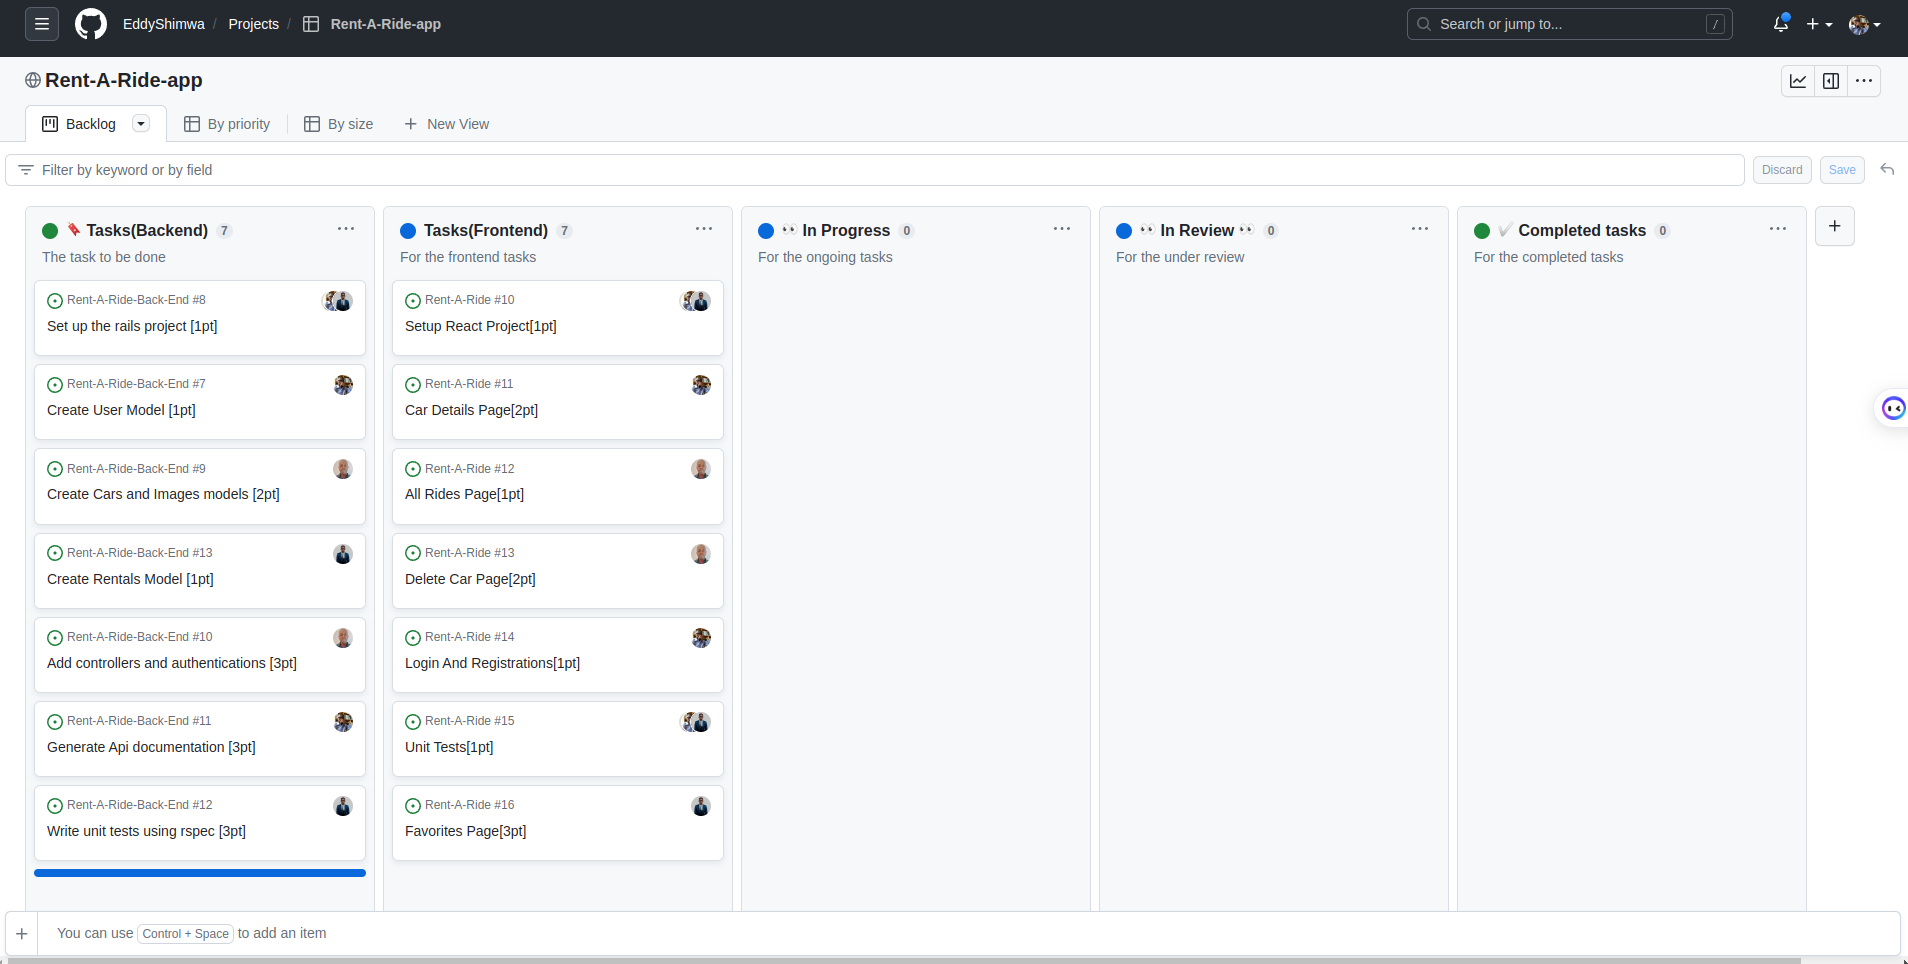 EddyShimwa / Projects / Rent-A-Ride-app
Search or jump to... /
Rent-A-Ride-app
Backlog By priority By size New View
Filter by keyword or by field
Discard Save
Tasks(Backend) 7
The task to be done
Rent-A-Ride-Back-End #8
Set up the rails project [1pt]
Rent-A-Ride-Back-End #7
Create User Model [1pt]
Rent-A-Ride-Back-End #9
Create Cars and Images models [2pt]
Rent-A-Ride-Back-End #13
Create Rentals Model [1pt]
Rent-A-Ride-Back-End #10
Add controllers and authentications [3pt]
Rent-A-Ride-Back-End #11
Generate Api documentation [3pt]
Rent-A-Ride-Back-End #12
Write unit tests using rspec [3pt]
Tasks(Frontend) 7
For the frontend tasks
Rent-A-Ride #10
Setup React Project[1pt]
Rent-A-Ride #11
Car Details Page[2pt]
Rent-A-Ride #12
All Rides Page[1pt]
Rent-A-Ride #13
Delete Car Page[2pt]
Rent-A-Ride #14
Login And Registrations[1pt]
Rent-A-Ride #15
Unit Tests[1pt]
Rent-A-Ride #16
Favorites Page[3pt]
👀 In Progress 0
For the ongoing tasks
👀 In Review 👀 0
For the under review
Completed tasks 0
For the completed tasks
You can use Control + Space to add an item